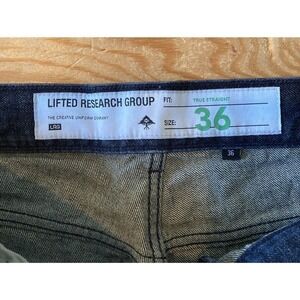 LIFTED RESEARCH GROUP
THE CREATIVE UNIFORM COMPANY
LRG
FIT:
TRUE STRAIGHT
SIZE:
36
36